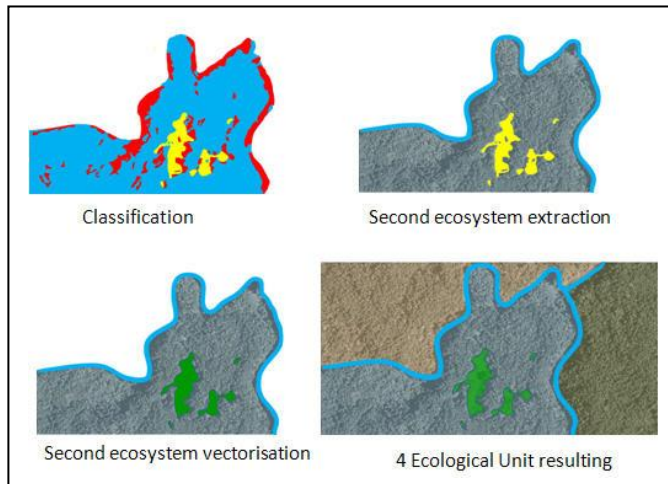 Classification
Second ecosystem extraction
Second ecosystem vectorisation
4 Ecological Unit resulting